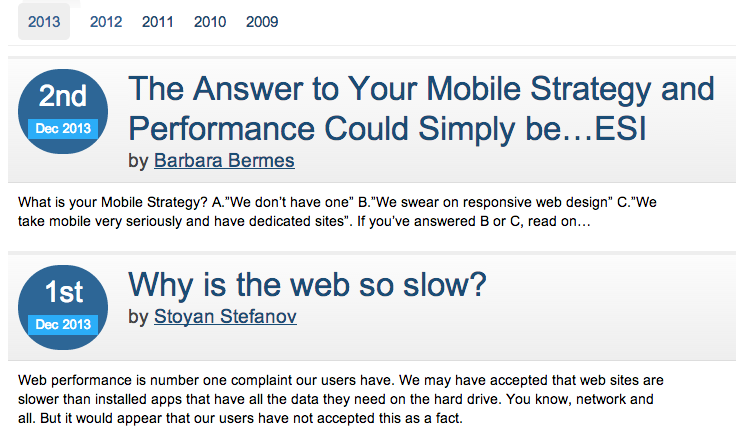 2013 2012 2011 2010 2009
2nd
Dec 2013
The Answer to Your Mobile Strategy and
Performance Could Simply be…ESI
by Barbara Bermes
What is your Mobile Strategy? A.”We don’t have one” B.”We swear on responsive web design” C.”We
take mobile very seriously and have dedicated sites”. If you’ve answered B or C, read on…
1st
Dec 2013
Why is the web so slow?
by Stoyan Stefanov
Web performance is number one complaint our users have. We may have accepted that web sites are
slower than installed apps that have all the data they need on the hard drive. You know, network and
all. But it would appear that our users have not accepted this as a fact.